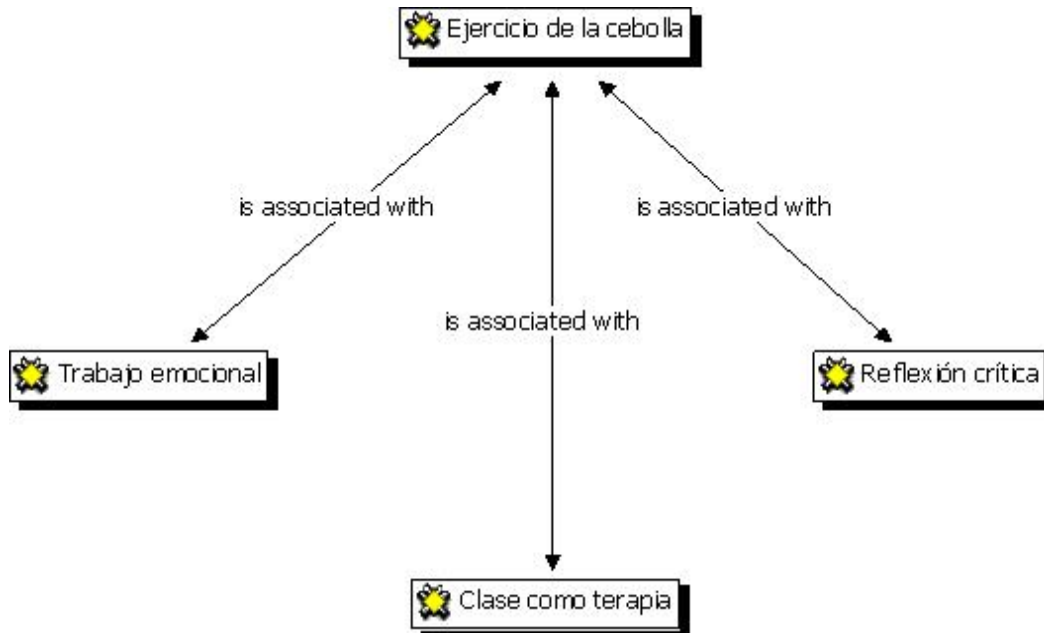 Ejercicio de la cebolla
is associated with
is associated with
is associated with
Trabajo emocional
Reflexión crítica
Clase como terapia